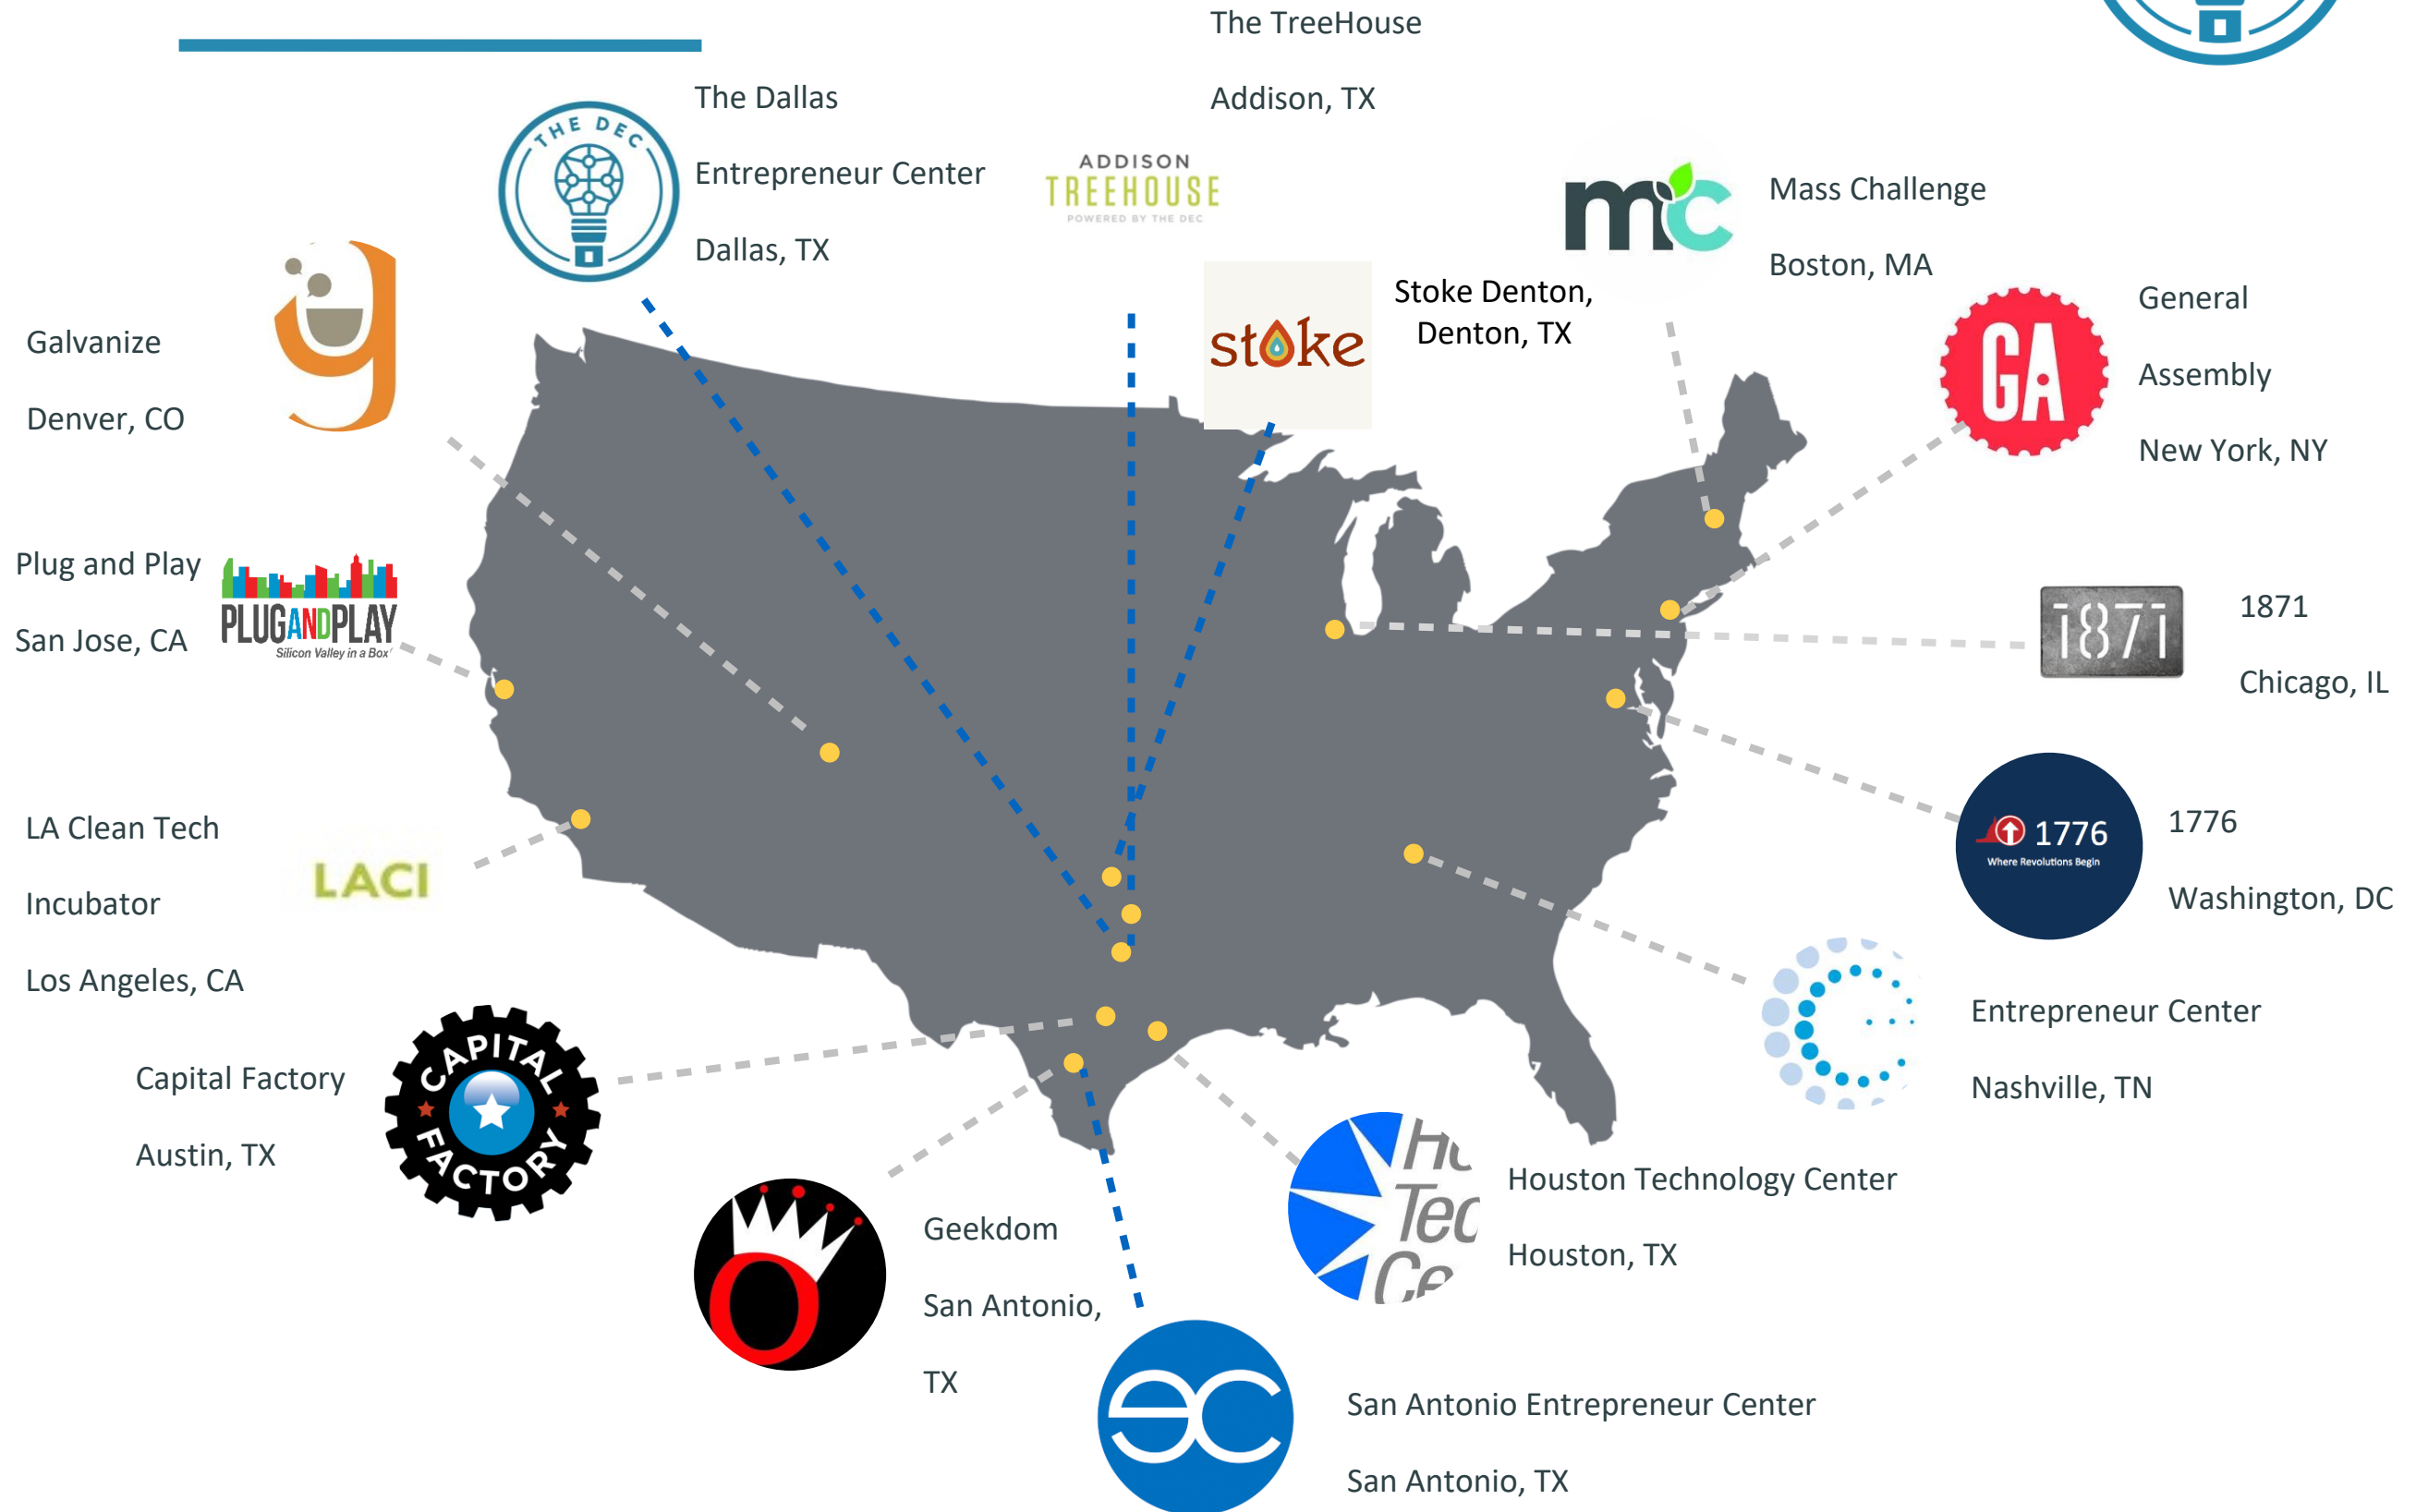 The TreeHouse
Addison, TX
The Dallas
Entrepreneur Center
Dallas, TX
THE DEC
ADDISON
TREEHOUSE
POWERED BY THE DEC
mc
Mass Challenge
Boston, MA
Stoke Denton,
Denton, TX
stoke
General
Assembly
New York, NY
GA
Galvanize
Denver, CO
g
Plug and Play
San Jose, CA
PLUGANDPLAY
Silicon Valley in a Box
1871
1871
Chicago, IL
LA Clean Tech
Incubator
Los Angeles, CA
LACI
1776
Where Revolutions Begin
1776
Washington, DC
Entrepreneur Center
Nashville, TN
Capital Factory
Austin, TX
CAPITAL
FACTORY
Geekdom
San Antonio,
TX
Houston Technology Center
Houston, TX
ec
San Antonio Entrepreneur Center
San Antonio, TX